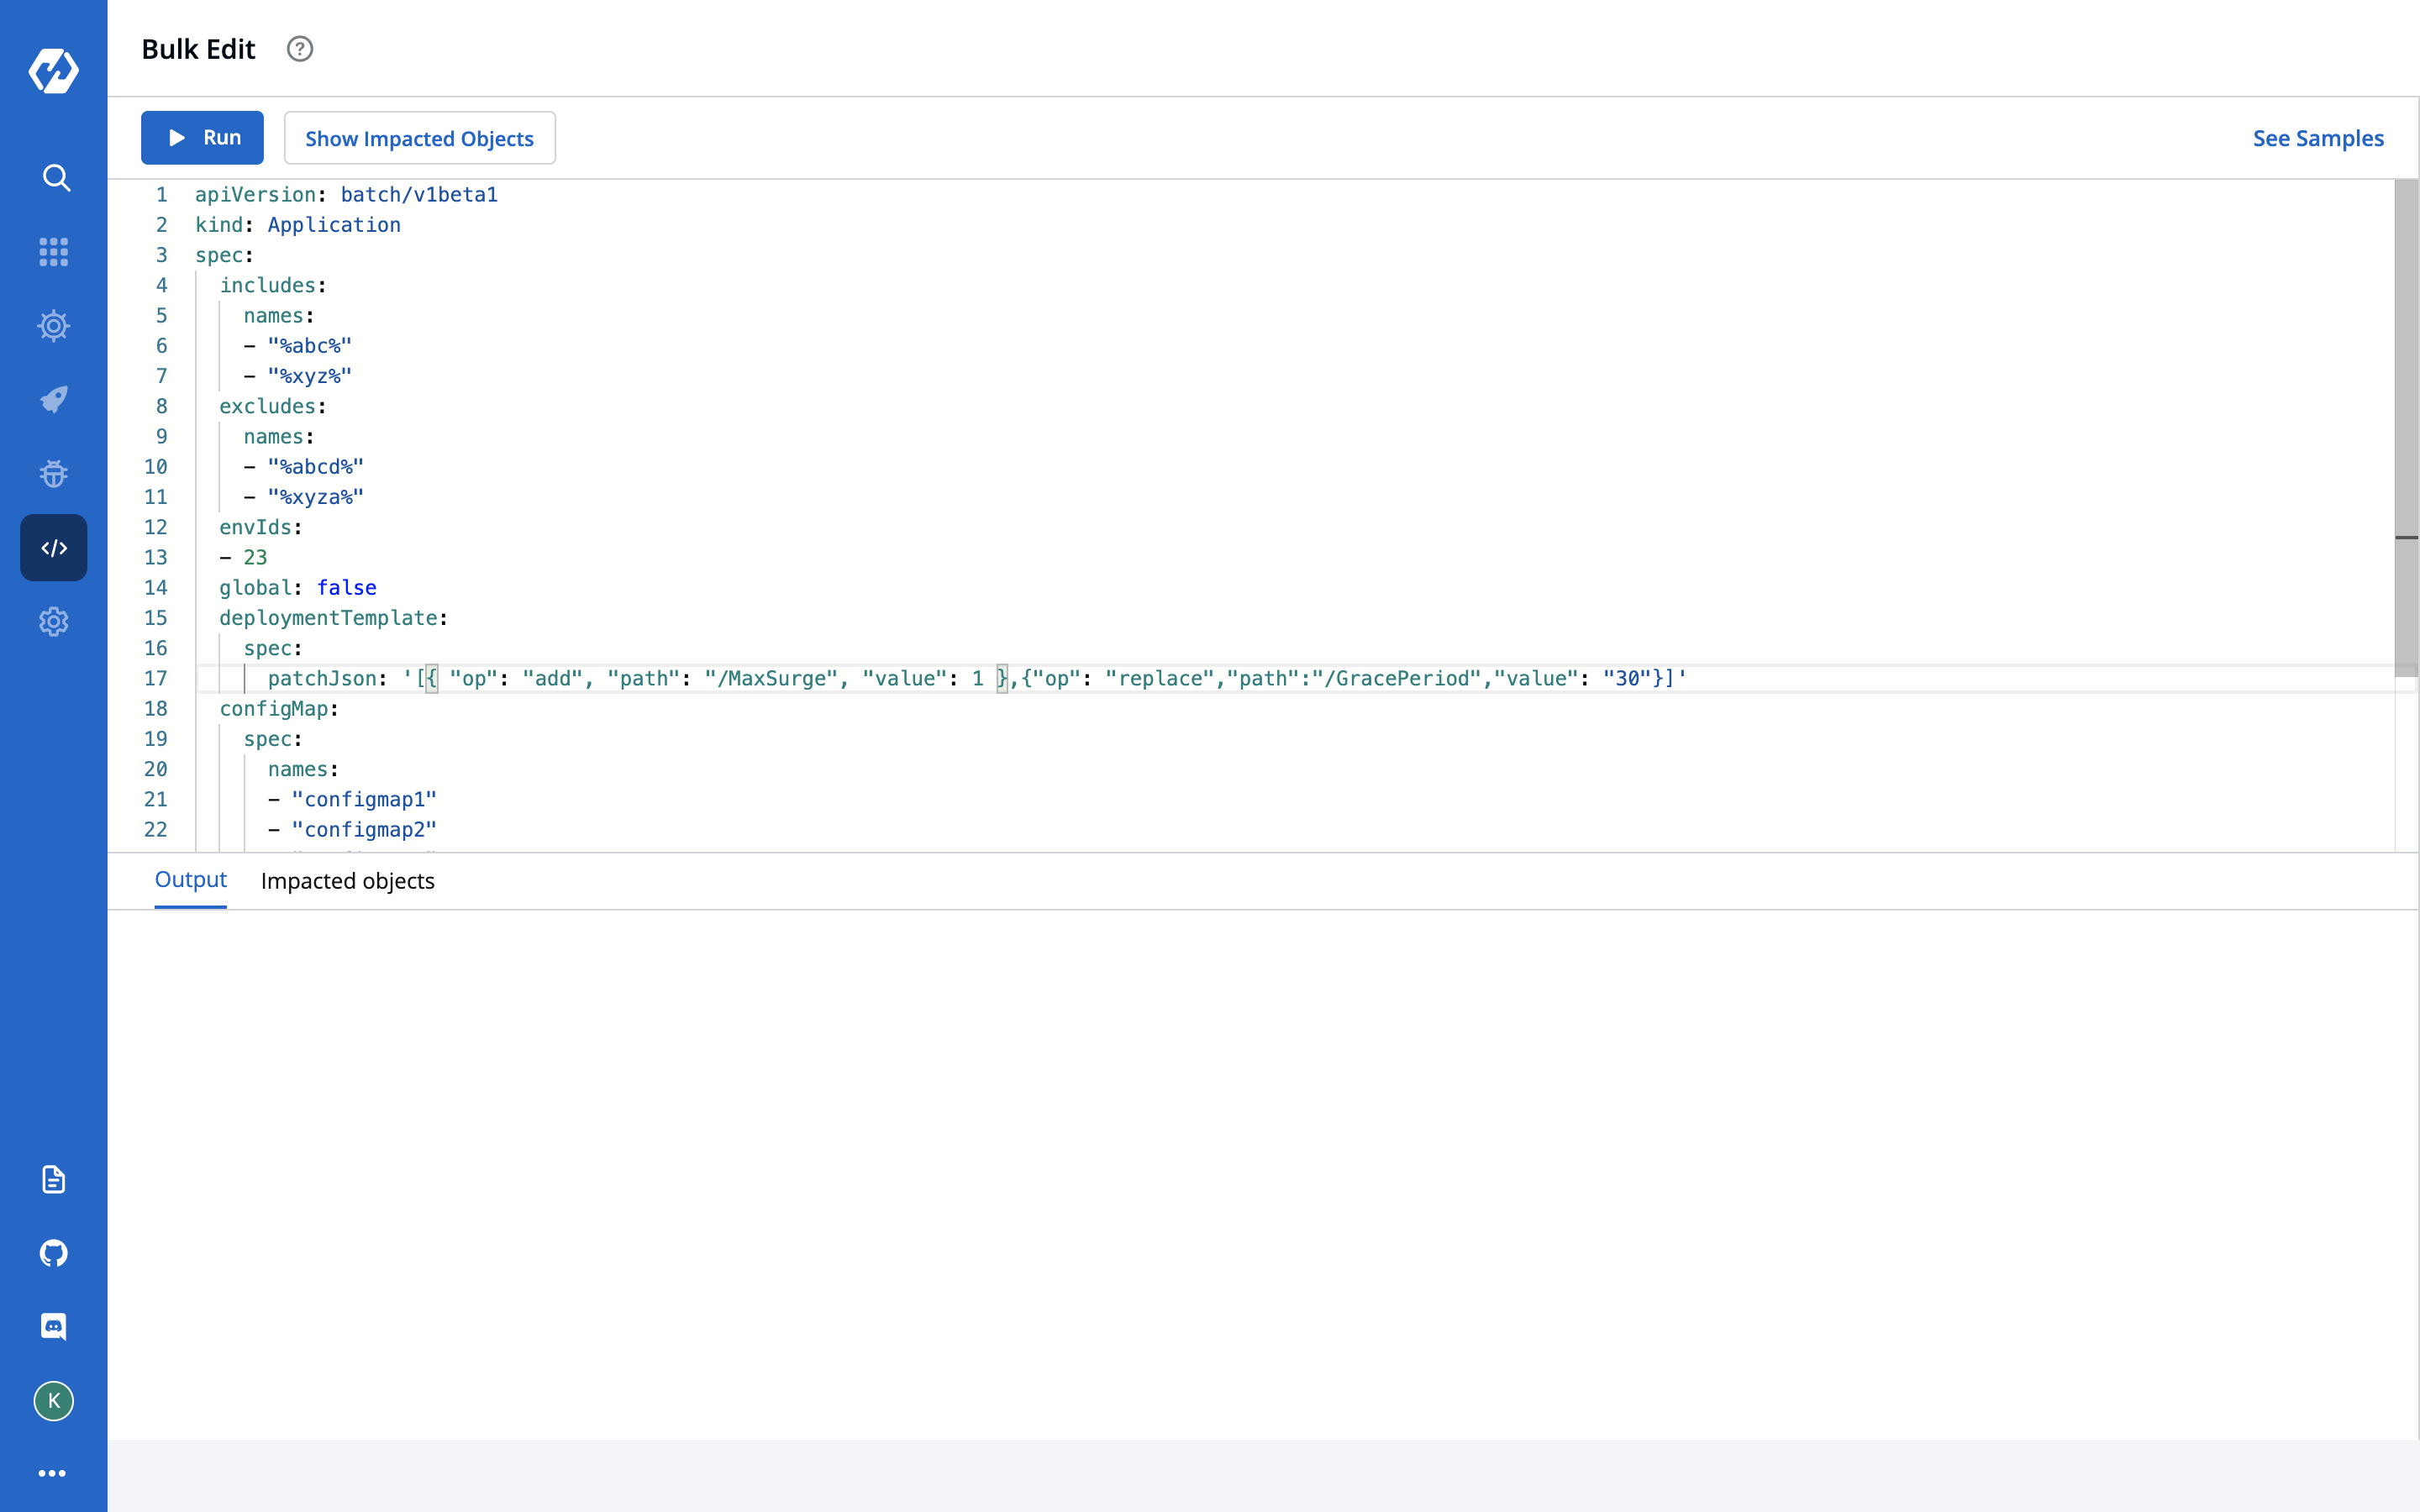 Bulk Edit ?
Run
Show Impacted Objects
See Samples
1 apiVersion: batch/v1beta1
2 kind: Application
3 spec:
4 includes:
5 names:
6 - "%abc%"
7 - "%xyz%"
8 excludes:
9 names:
10 - "%abcd%"
11 - "%xyza%"
12 envIds:
13 - 23
14 global: false
15 deploymentTemplate:
16 spec:
17 patchJson: '[{ "op": "add", "path": "/MaxSurge", "value": 1 },{"op": "replace","path":"/GracePeriod","value": "30"}]'
18 configMap:
19 spec:
20 names:
21 - "configmap1"
22 - "configmap2"
Output
Impacted objects
K